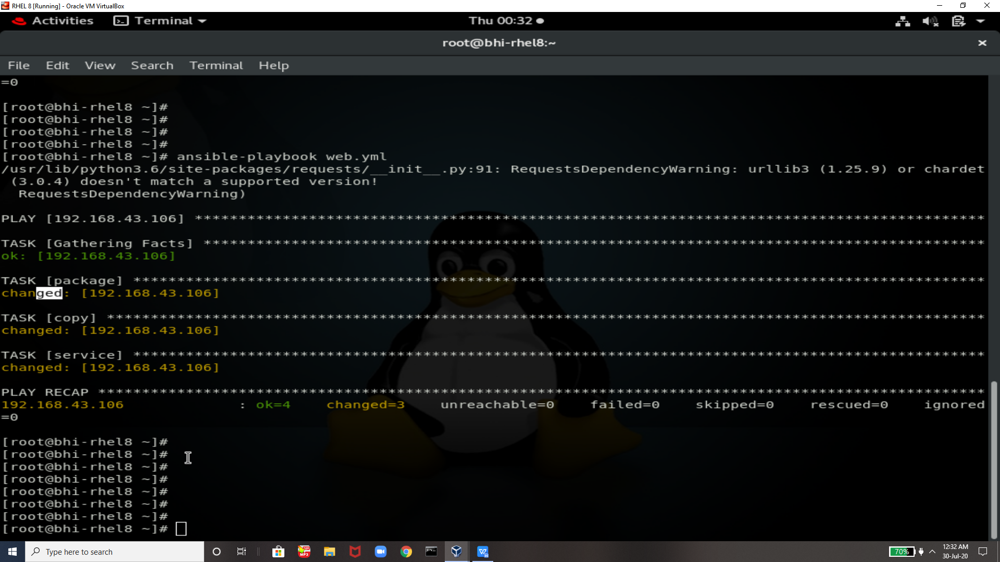 RHEL 8 [Running] - Oracle VM VirtualBox
Activities Terminal Thu 00:32
root@bhi-rhel8:~
File Edit View Search Terminal Help
=0
[root@bhi-rhel8 ~]#
[root@bhi-rhel8 ~]#
[root@bhi-rhel8 ~]#
[root@bhi-rhel8 ~]#
[root@bhi-rhel8 ~]# ansible-playbook web.yml
/usr/lib/python3.6/site-packages/requests/__init__.py:91: RequestsDependencyWarning: urllib3 (1.25.9) or chardet
(3.0.4) doesn't match a supported version!
RequestsDependencyWarning)
PLAY [192.168.43.106] ******************************************************************************************
TASK [Gathering Facts] *****************************************************************************************
ok: [192.168.43.106]
TASK [package] *************************************************************************************************
changed: [192.168.43.106]
TASK [copy] ****************************************************************************************************
changed: [192.168.43.106]
TASK [service] *************************************************************************************************
changed: [192.168.43.106]
PLAY RECAP *****************************************************************************************************
192.168.43.106 : ok=4 changed=3 unreachable=0 failed=0 skipped=0 rescued=0 ignored
=0
[root@bhi-rhel8 ~]#
[root@bhi-rhel8 ~]#
[root@bhi-rhel8 ~]#
[root@bhi-rhel8 ~]#
[root@bhi-rhel8 ~]#
[root@bhi-rhel8 ~]#
[root@bhi-rhel8 ~]#
[root@bhi-rhel8 ~]#
Type here to search
MP3
70%
12:32 AM
30-Jul-20